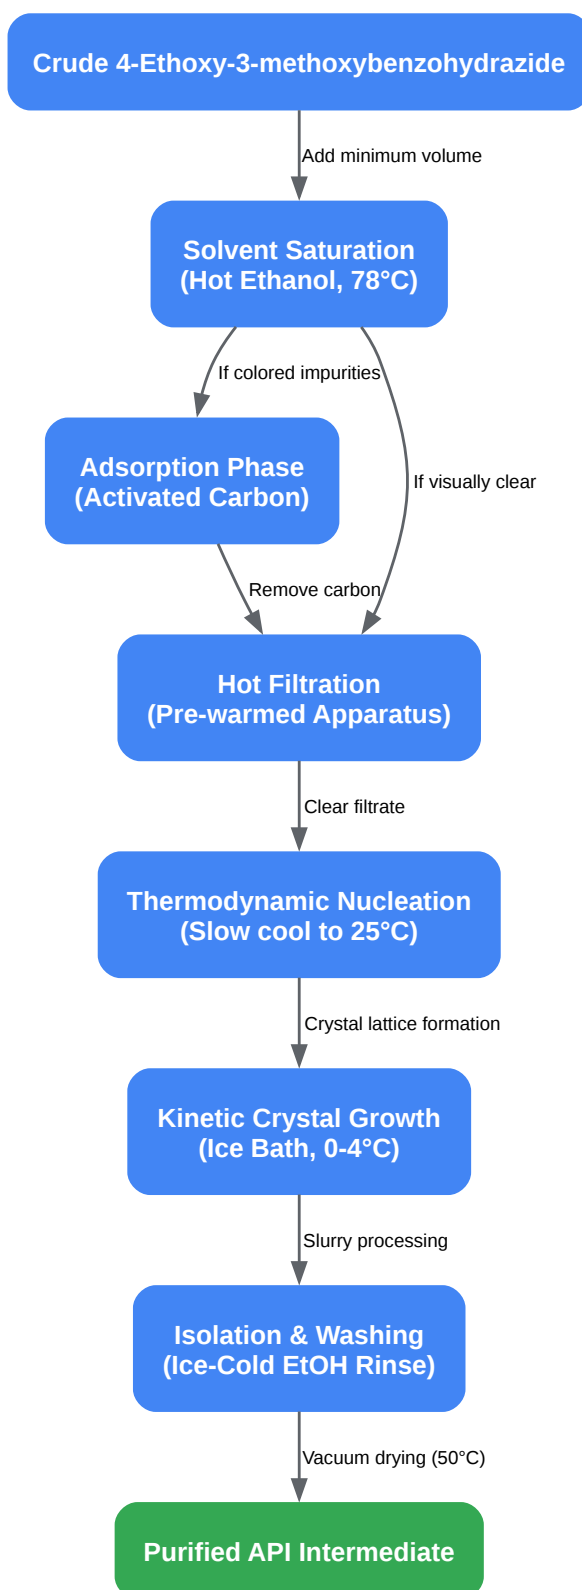 Crude 4-Ethoxy-3-methoxybenzohydrazide
Add minimum volume
Solvent Saturation
(Hot Ethanol, 78°C)
If colored impurities
Adsorption Phase
(Activated Carbon)
If visually clear
Remove carbon
Hot Filtration
(Pre-warmed Apparatus)
Clear filtrate
Thermodynamic Nucleation
(Slow cool to 25°C)
Crystal lattice formation
Kinetic Crystal Growth
(Ice Bath, 0-4°C)
Slurry processing
Isolation & Washing
(Ice-Cold EtOH Rinse)
Vacuum drying (50°C)
Purified API Intermediate